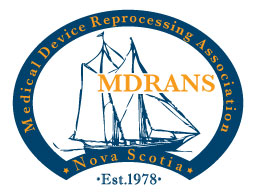 Medical Device Reprocessing Association
MDRANS
Nova Scotia
•Est.1978•